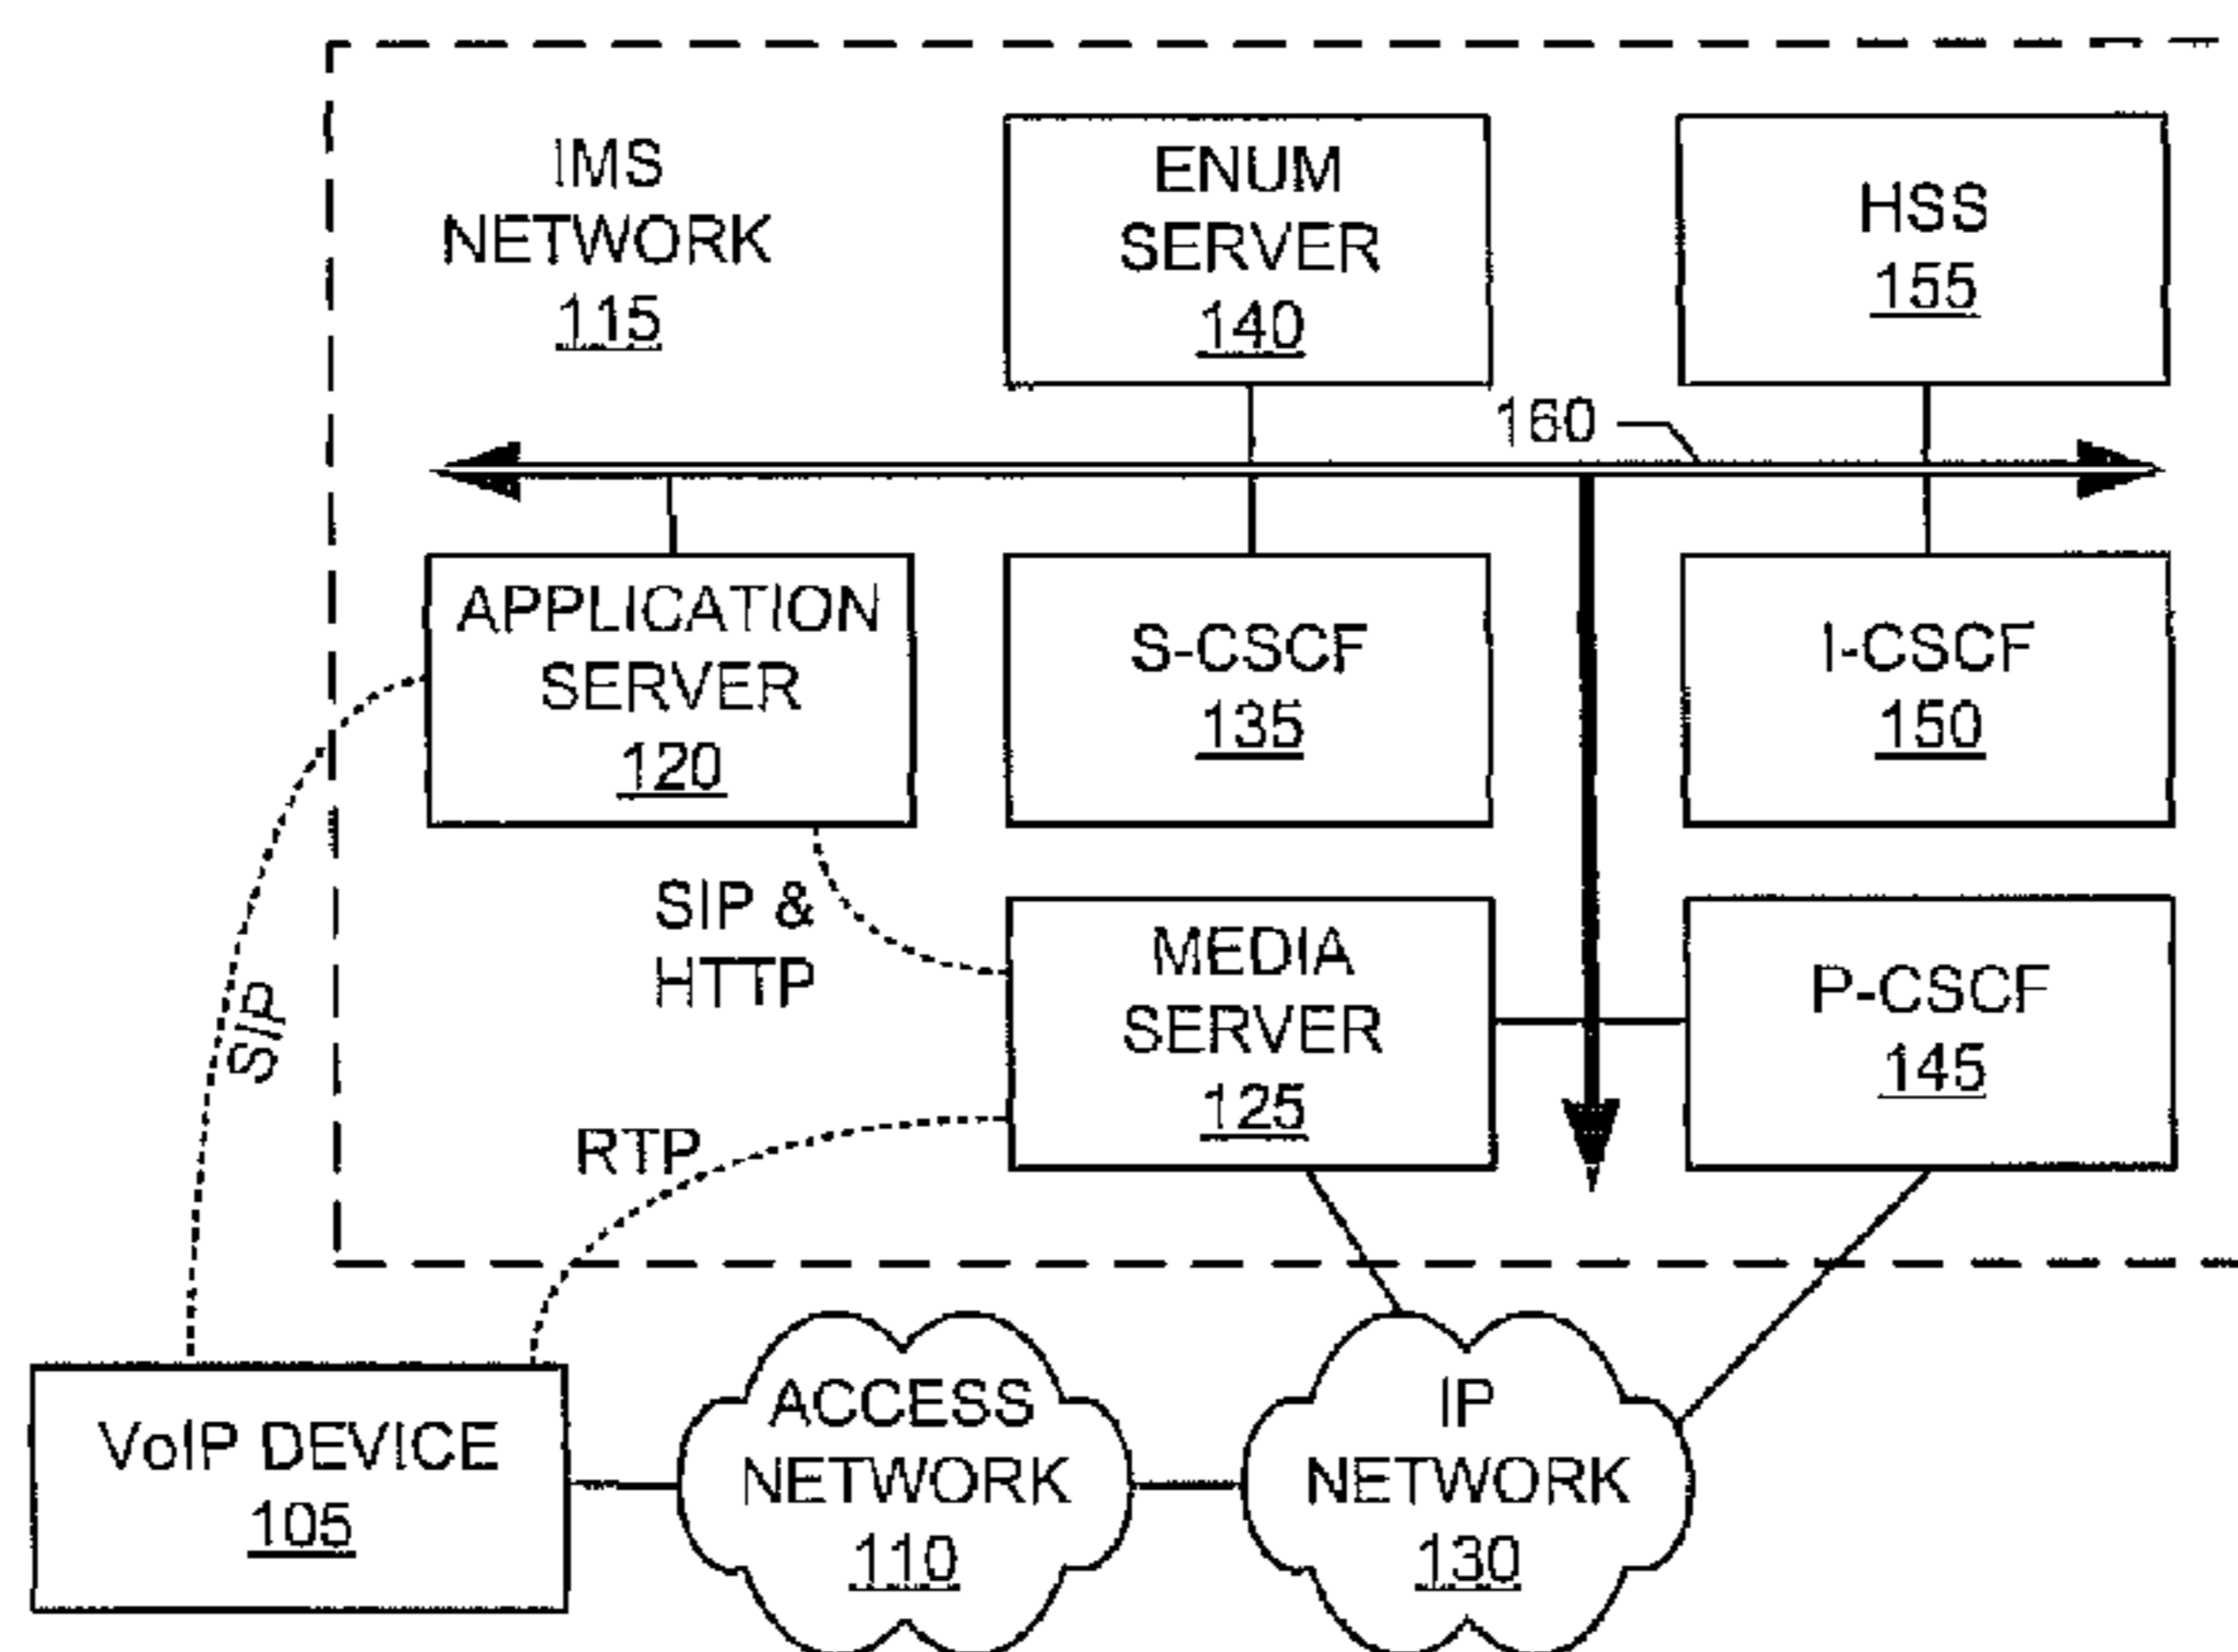 IMS
NETWORK
115
ENUM
SERVER
140
HSS
155
160
APPLICATION
SERVER
120
S-CSCF
135
I-CSCF
150
SIP &
HTTP
MEDIA
SERVER
125
P-CSCF
145
SIP
RTP
VoIP DEVICE
105
ACCESS
NETWORK
110
IP
NETWORK
130